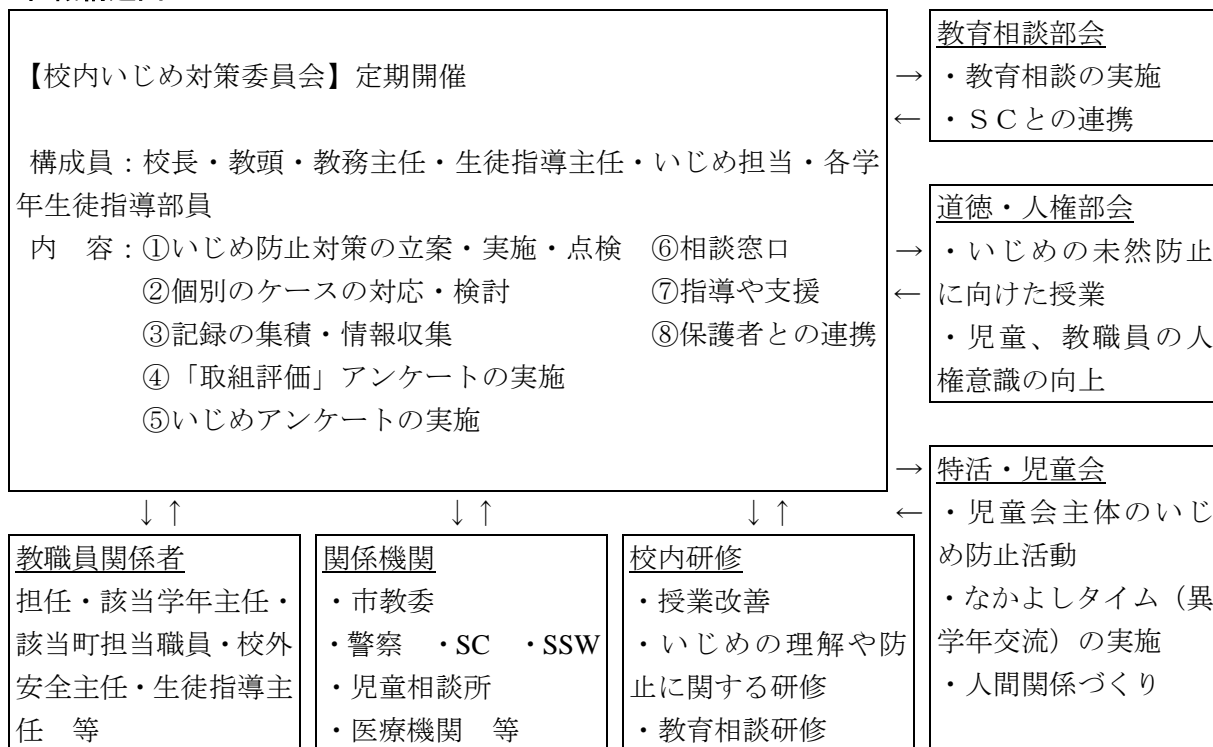 【校内いじめ対策委員会】定期開催
構成員：校長・教頭・教務主任・生徒指導主任・いじめ担当・各学
年生徒指導部員
内　容：①いじめ防止対策の立案・実施・点検　⑥相談窓口
②個別のケースの対応・検討　⑦指導や支援
③記録の集積・情報収集　⑧保護者との連携
④「取組評価」アンケートの実施
⑤いじめアンケートの実施
→
←
教育相談部会
・教育相談の実施
・ＳＣとの連携
→
←
道徳・人権部会
・いじめの未然防止
に向けた授業
・児童、教職員の人
権意識の向上
→
←
特活・児童会
・児童会主体のいじ
め防止活動
・なかよしタイム（異
学年交流）の実施
・人間関係づくり
↓↑　↓↑　↓↑
教職員関係者
担任・該当学年主任・
該当町担当職員・校外
安全主任・生徒指導主
任　等
関係機関
・市教委
・警察　・SC　・SSW
・児童相談所
・医療機関　等
校内研修
・授業改善
・いじめの理解や防
止に関する研修
・教育相談研修